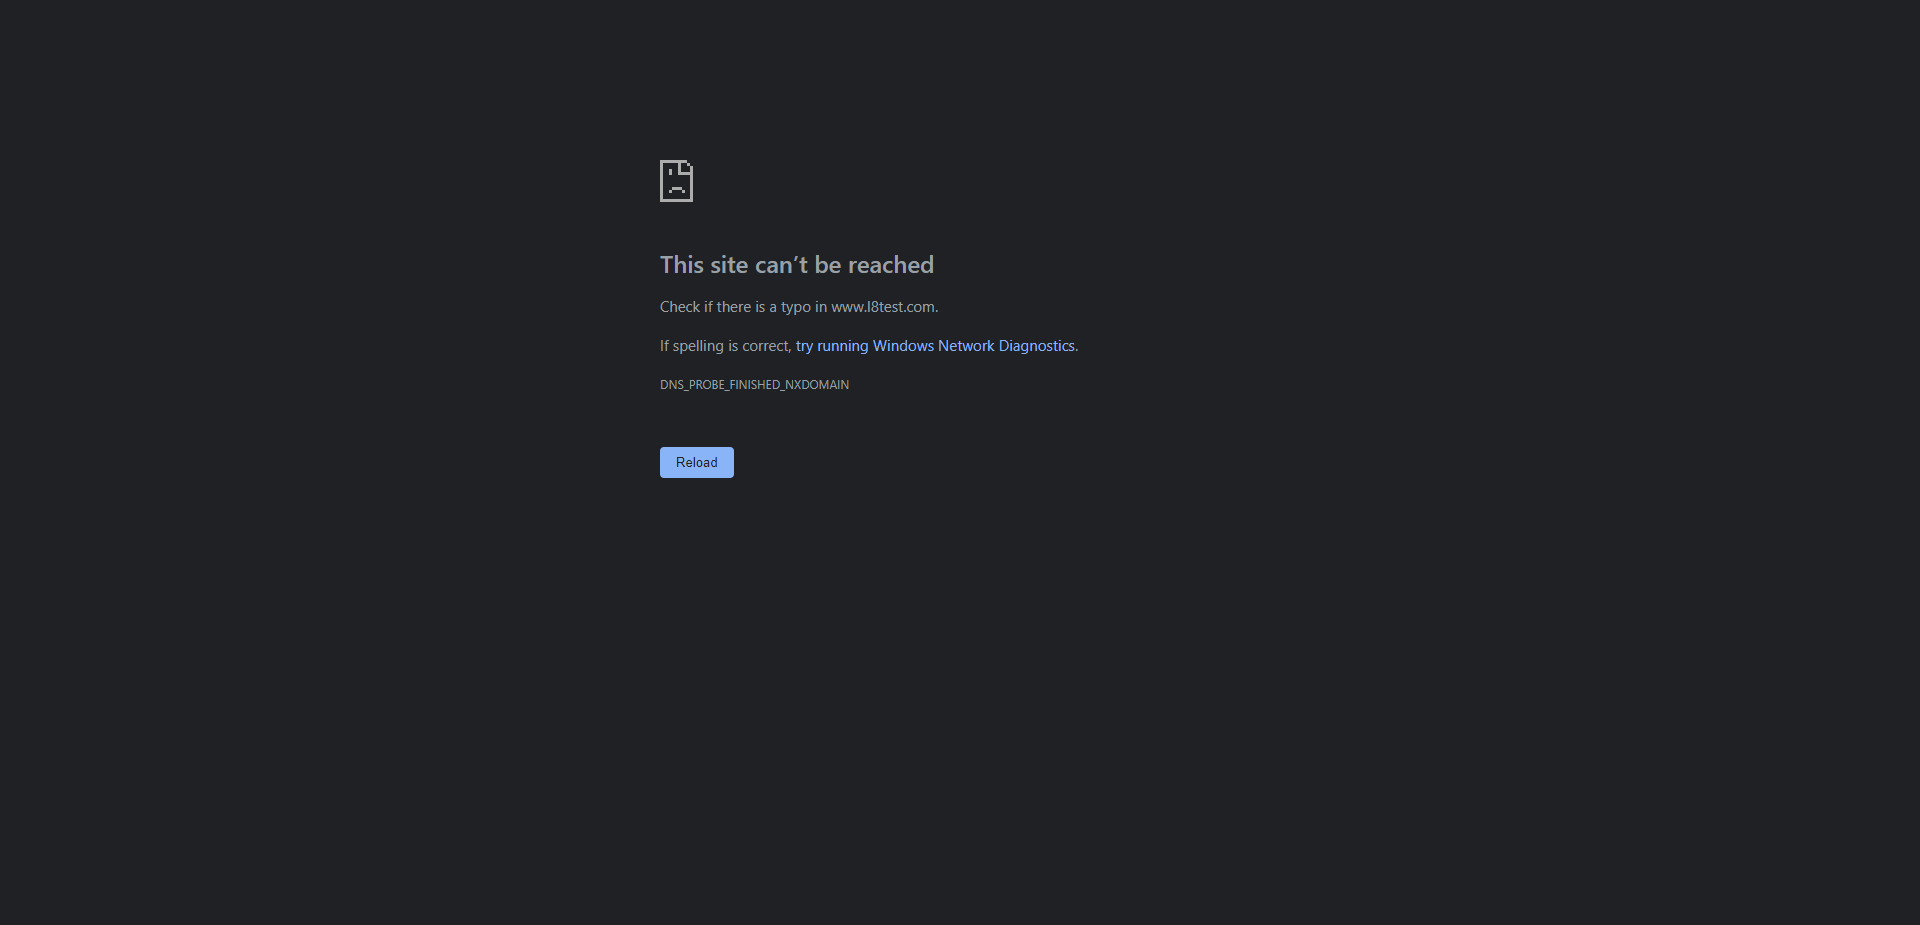 This site can’t be reached
Check if there is a typo in www.l8test.com.
If spelling is correct, try running Windows Network Diagnostics.
DNS_PROBE_FINISHED_NXDOMAIN
Reload